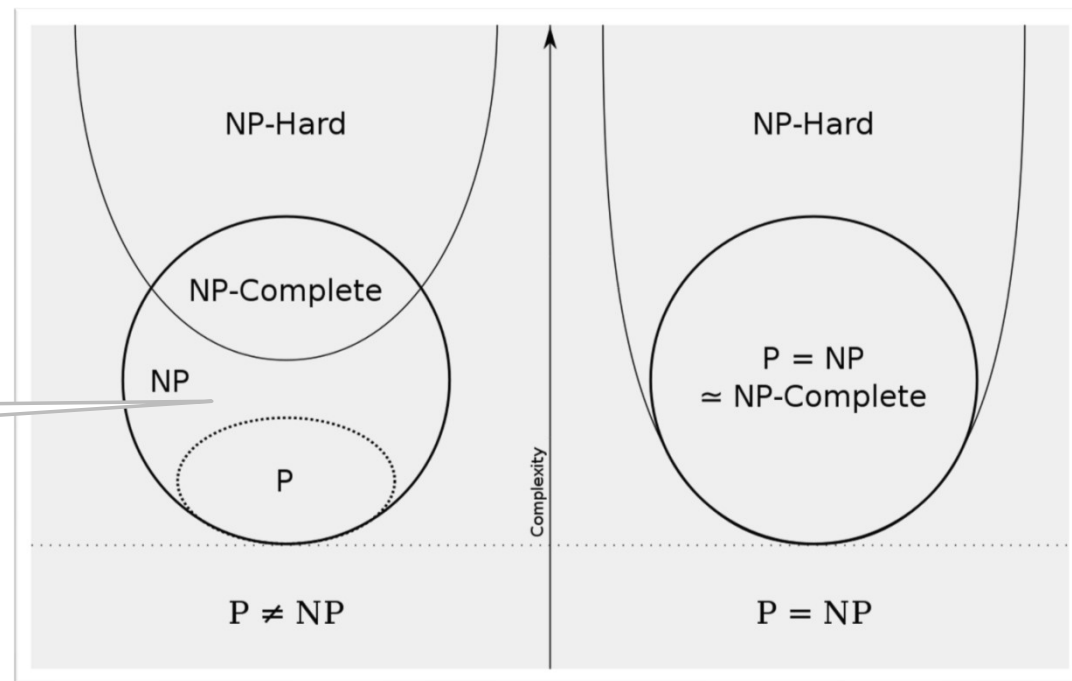 NP-Hard
NP-Complete
NP
P
P ≠ NP
Complexity
NP-Hard
P = NP
≃ NP-Complete
P = NP